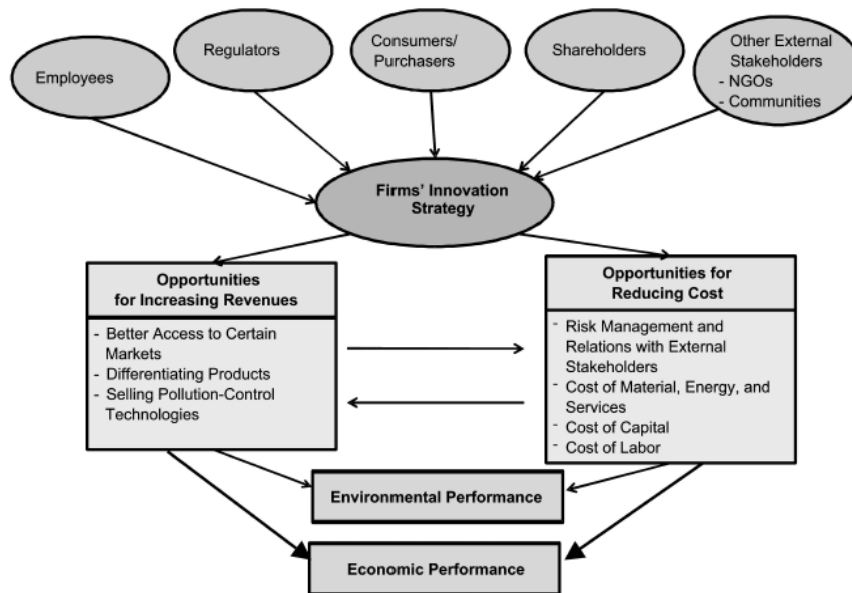 Employees
Regulators
Consumers/
Purchasers
Shareholders
Other External
Stakeholders
- NGOs
- Communities
Firms' Innovation
Strategy
Opportunities
for Increasing Revenues
- Better Access to Certain
Markets
- Differentiating Products
- Selling Pollution-Control
Technologies
Opportunities for
Reducing Cost
- Risk Management and
Relations with External
Stakeholders
- Cost of Material, Energy, and
Services
- Cost of Capital
- Cost of Labor
Environmental Performance
Economic Performance